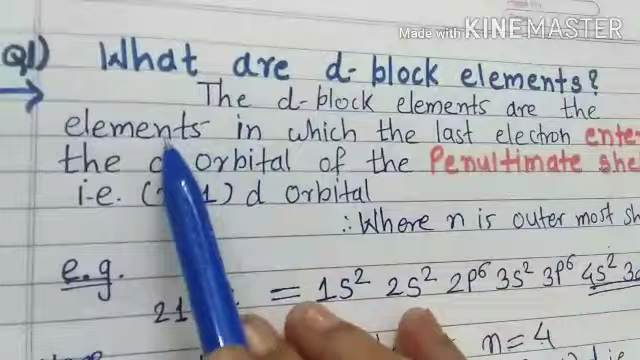 Made with KINEMASTER
Q1) What are d-block elements?
The d-block elements are the
elements in which the last electron ente
the d orbital of the Penultimate she
i.e. ( 1) d orbital
∴ Where n is outer most sh
e.g.
21 = 1s² 2s² 2p⁶ 3s² 3p⁶ 4s² 3d
n = 4